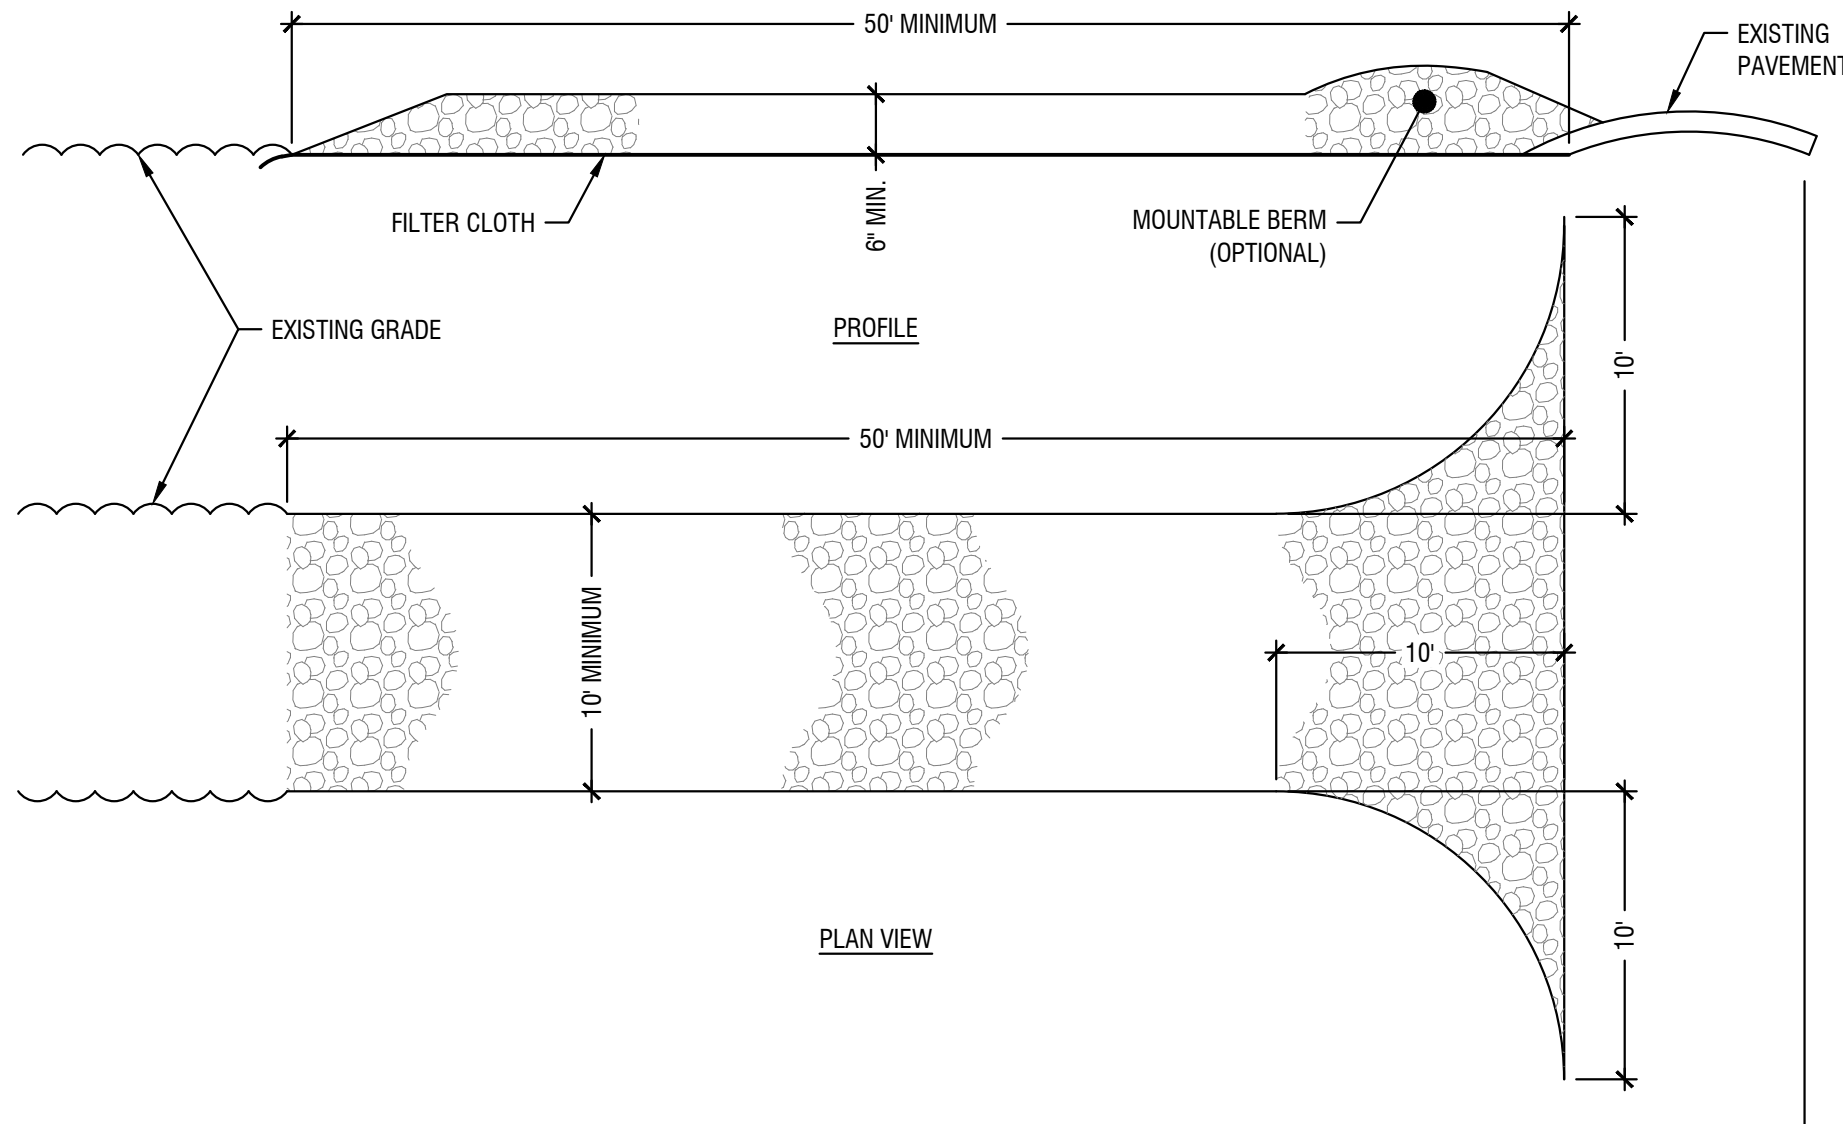 50' MINIMUM
EXISTING
PAVEMENT
6" MIN.
FILTER CLOTH
MOUNTABLE BERM
(OPTIONAL)
EXISTING GRADE
PROFILE
10'
50' MINIMUM
10' MINIMUM
10'
PLAN VIEW
10'